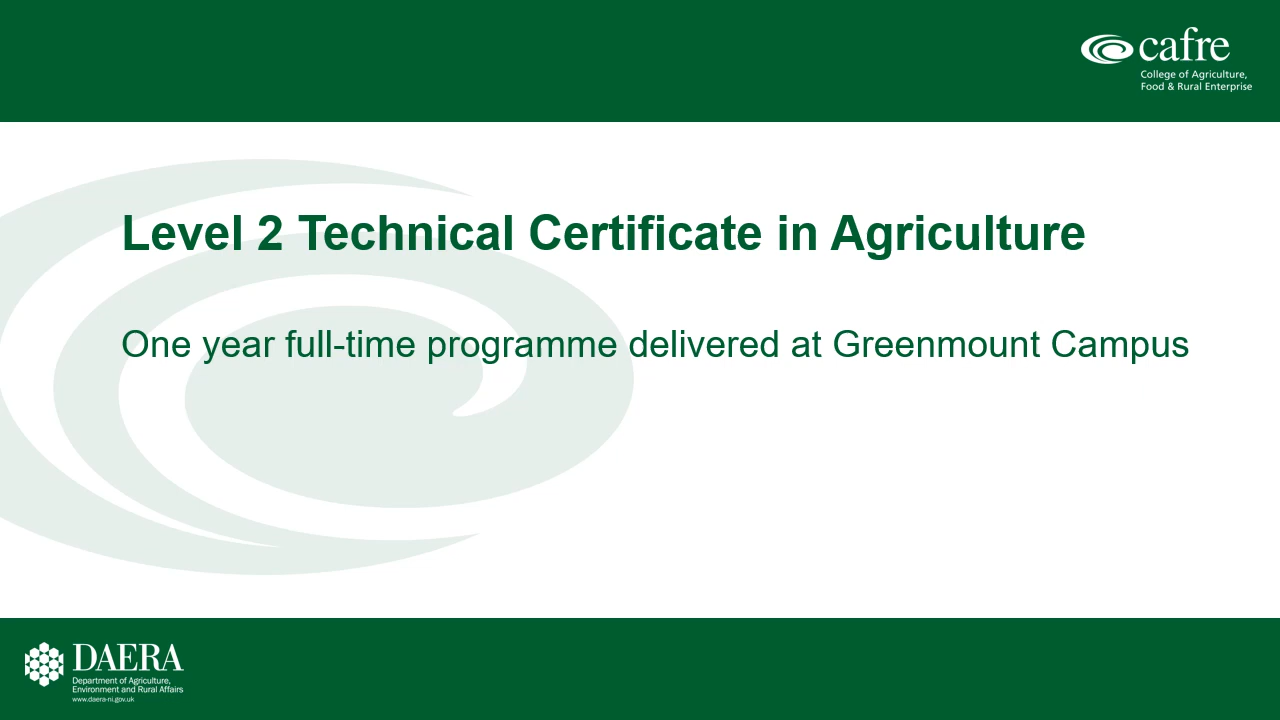 cafre
College of Agriculture,
Food & Rural Enterprise
Level 2 Technical Certificate in Agriculture
One year full-time programme delivered at Greenmount Campus
DAERA
Department of Agriculture,
Environment and Rural Affairs
www.daera-ni.gov.uk